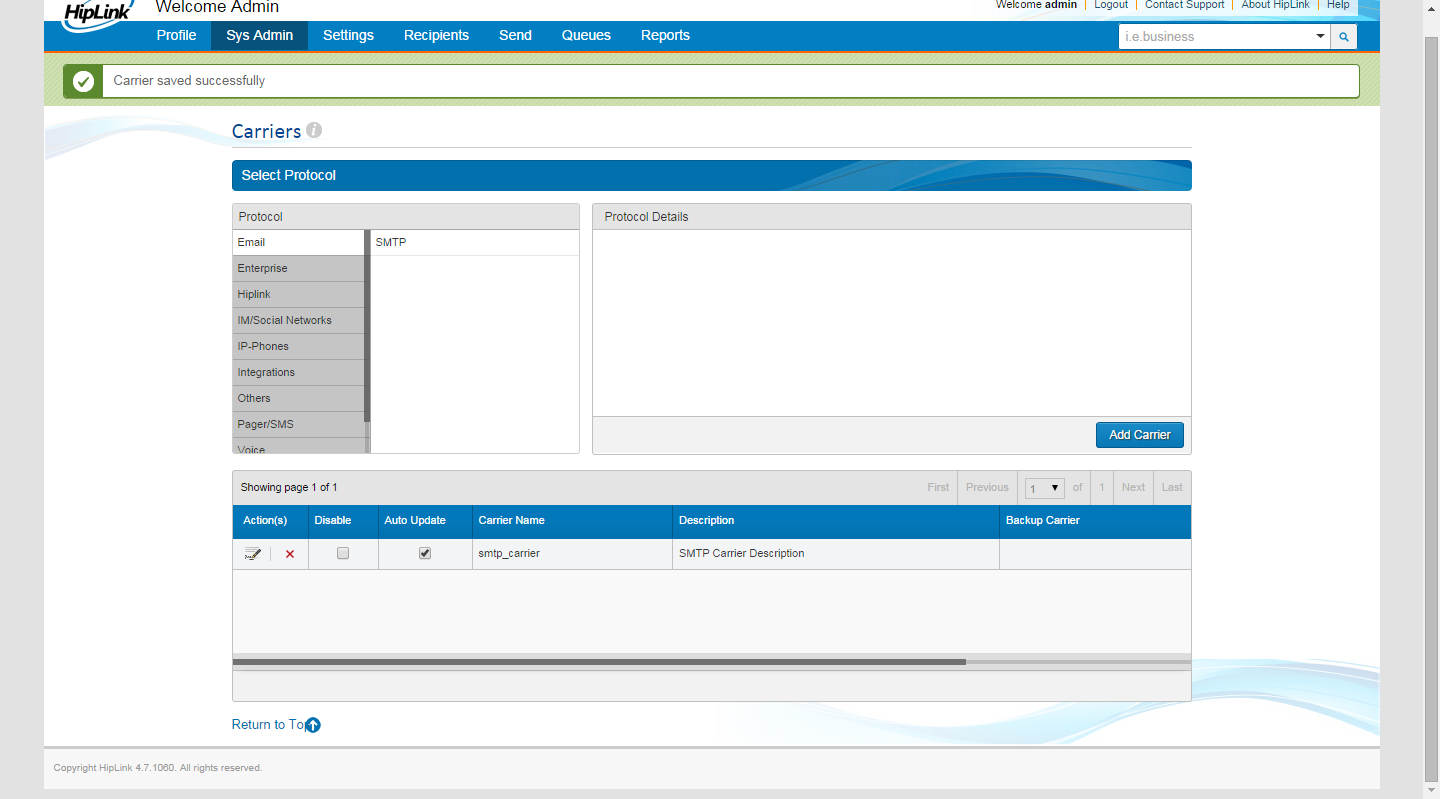 HipLink
Welcome Admin
Welcome admin | Logout | Contact Support | About HipLink | Help
Profile Sys Admin Settings Recipients Send Queues Reports
i.e.business
Carrier saved successfully
Carriers
Select Protocol
Protocol
Protocol Details
Email
SMTP
Enterprise
Hiplink
IM/Social Networks
IP-Phones
Integrations
Others
Pager/SMS
Voice
Add Carrier
Showing page 1 of 1
First Previous 1 of 1 Next Last
Action(s) Disable Auto Update Carrier Name Description Backup Carrier
smtp_carrier SMTP Carrier Description
Return to Top
Copyright HipLink 4.7.1060. All rights reserved.